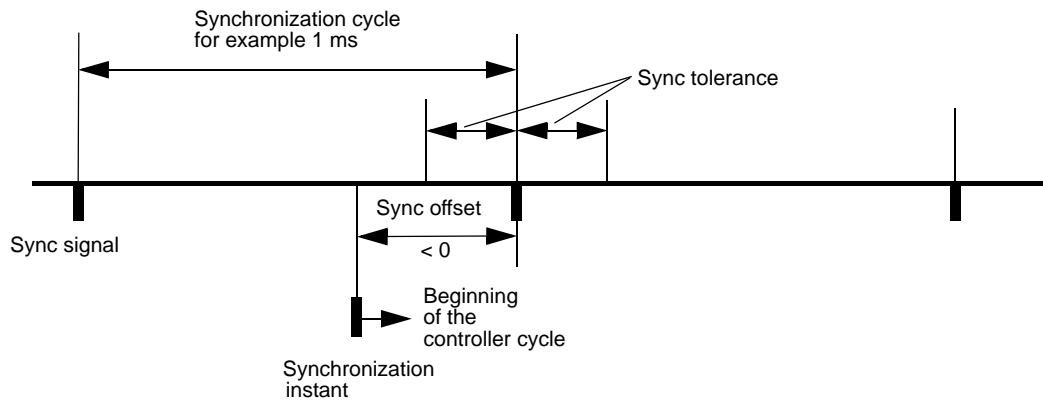 Synchronization cycle
for example 1 ms
Sync tolerance
Sync offset
Sync signal
< 0
Beginning
of the
controller cycle
Synchronization
instant